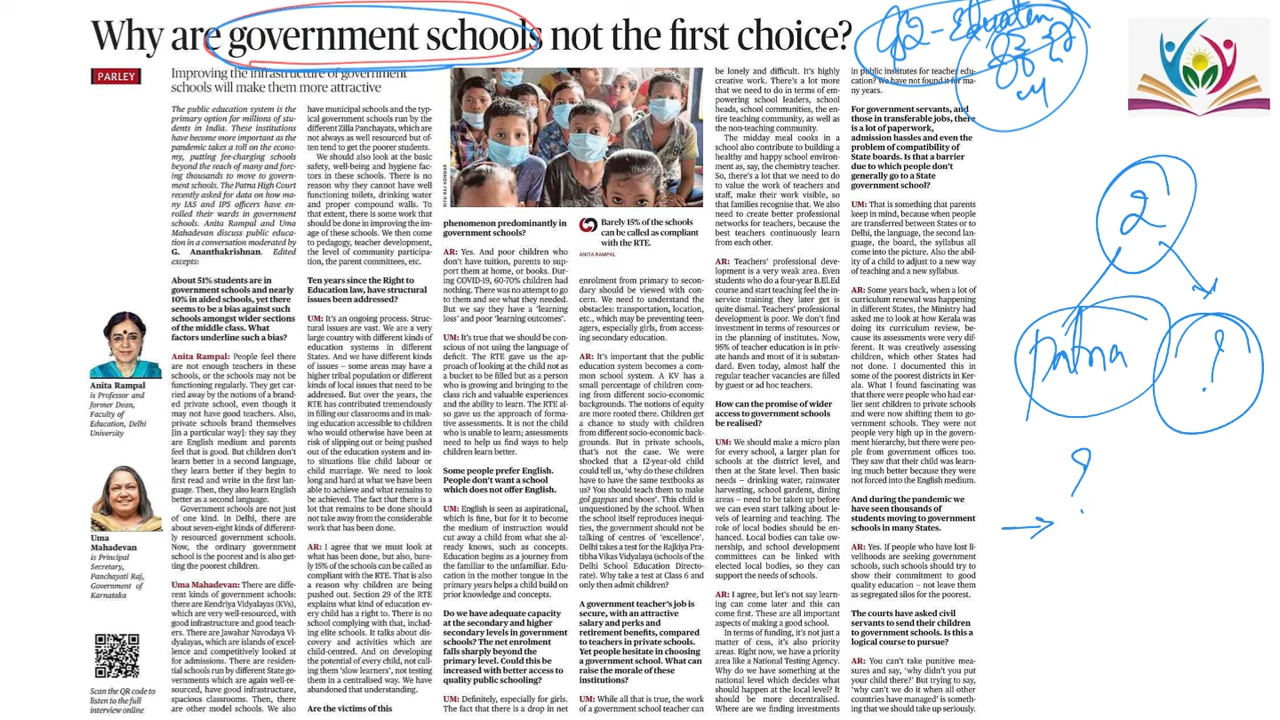 Why are government schools not the first choice?
PARLEY
Improving the infrastructure of government
schools will make them more attractive
The public education system is the
primary option for millions of stu-
dents in India. These institutions
have become more important as the
pandemic takes a toll on the econo-
my, putting fee-charging schools
beyond the reach of many and forc-
ing thousands to move to govern-
ment schools. The Patna High Court
recently asked for data on how ma-
ny IAS and IPS officers have en-
rolled their wards in government
schools. Anita Rampal and Uma
Mahadevan discuss public educa-
tion in a conversation moderated by
G. Ananthakrishnan. Edited
excerpts:
About 51% students are in
government schools and nearly
10% in aided schools, yet there
seems to be a bias against such
schools amongst wider sections
of the middle class. What
factors underline such a bias?
Anita Rampal: People feel there
are not enough teachers in these
schools, or the schools may not be
functioning regularly. They get car-
ried away by the notions of a brand-
ed private school, even though it
may not have good teachers. Also,
private schools brand themselves
[in a particular way]: they say they
are English medium and parents
feel that is good. But children don't
learn better in a second language,
they learn better if they begin to
first read and write in the first lan-
guage. Then, they also learn English
better as a second language.
Government schools are not just
of one kind. In Delhi, there are
about seven-eight kinds of different-
ly resourced government schools.
Now, the ordinary government
school is the poorest and is also get-
ting the poorest children.
Uma Mahadevan: There are diffe-
rent kinds of government schools:
there are Kendriya Vidyalayas (KVs),
which are very well-resourced, with
good infrastructure and good teach-
ers. There are Jawahar Navodaya Vi-
dyalayas, which are islands of excel-
lence and competitively looked at
for admissions. There are residen-
tial schools run by different State go-
vernments which are again well-re-
sourced, have good infrastructure,
spacious classrooms. Then, there
are other model schools. We also
have municipal schools and the typ-
ical government schools run by the
different Zilla Panchayats, which are
not always as well resourced but of-
ten tend to get the poorer students.
We should also look at the basic
safety, well-being and hygiene fac-
tors in these schools. There is no
reason why they cannot have well
functioning toilets, drinking water
and proper compound walls. To
that extent, there is some work that
should be done in improving the im-
age of these schools. We then come
to pedagogy, teacher development,
the level of community participa-
tion, the parent committees, etc.
Ten years since the Right to
Education law, have structural
issues been addressed?
UM: It's an ongoing process. Struc-
tural issues are vast. We are a very
large country with different kinds of
education systems in different
States. And we have different kinds
of issues – some areas may have a
higher tribal population or different
kinds of local issues that need to be
addressed. But over the years, the
RTE has contributed tremendously
in filling our classrooms and in mak-
ing education accessible to children
who would otherwise have been at
risk of slipping out or being pushed
out of the education system and in-
to situations like child labour or
child marriage. We need to look
long and hard at what we have been
able to achieve and what remains to
be achieved. The fact that there is a
lot that remains to be done should
not take away from the considerable
work that has been done.
AR: I agree that we must look at
what has been done, but also, bare-
ly 15% of the schools can be called as
compliant with the RTE. That is also
a reason why children are being
pushed out. Section 29 of the RTE
explains what kind of education ev-
ery child has a right to. There is no
school complying with that, includ-
ing elite schools. It talks about dis-
covery and activities which are
child-centred. And on developing
the potential of every child, not call-
ing them 'slow learners', not testing
them in a centralised way. We have
abandoned that understanding.
Are the victims of this
phenomenon predominantly in
government schools?
AR: Yes. And poor children who
don't have tuition, parents to sup-
port them at home, or books. Dur-
ing COVID-19, 60-70% children had
nothing. There was no attempt to go
to them and see what they needed.
But we say they have a 'learning
loss' and poor 'learning outcomes'.
UM: It's true that we should be con-
scious of not using the language of
deficit. The RTE gave us the ap-
proach of looking at the child not as
a bucket to be filled but as a person
who is growing and bringing to the
class rich and valuable experiences
and the ability to learn. The RTE al-
so gave us the approach of forma-
tive assessments. It is not the child
who is unable to learn; assessments
need to help us find ways to help
children learn better.
Some people prefer English.
People don't want a school
which does not offer English.
UM: English is seen as aspirational,
which is fine, but for it to become
the medium of instruction would
cut away a child from what she al-
ready knows, such as concepts.
Education begins as a journey from
the familiar to the unfamiliar. Edu-
cation in the mother tongue in the
primary years helps a child build on
prior knowledge and concepts.
Do we have adequate capacity
at the secondary and higher
secondary levels in government
schools? The net enrolment
falls sharply beyond the
primary level. Could this be
increased with better access to
quality public schooling?
UM: Definitely, especially for girls.
The fact that there is a drop in net
Barely 15% of the schools
can be called as compliant
with the RTE.
ANITA RAMPAL
enrolment from primary to secon-
dary should be viewed with con-
cern. We need to understand the
obstacles: transportation, location,
etc., which may be preventing teen-
agers, especially girls, from access-
ing secondary education.
AR: It's important that the public
education system becomes a com-
mon school system. A KV has a
small percentage of children com-
ing from different socio-economic
backgrounds. The notions of equity
are more rooted there. Children get
a chance to study with children
from different socio-economic back-
grounds. But in private schools,
that's not the case. We were
shocked that a 12-year-old child
could tell us, 'why do these children
have to have the same textbooks as
us? You should teach them to make
gol gappas and shoes'. This child is
unquestioned in the school. When
the school itself reproduces inequi-
ties, the government should not be
talking of centres of 'excellence'.
Delhi takes a test for the Rajkiya Pra-
tibha Vikas Vidyalaya (schools of the
Delhi School Education Directo-
rate). Why take a test at Class 6 and
only then admit children?
A government teacher's job is
secure, with an attractive
salary and perks and
retirement benefits, compared
to teachers in private schools.
Yet people hesitate in choosing
a government school. What can
raise the morale of these
institutions?
UM: While all that is true, the work
of a government school teacher can
be lonely and difficult. It's highly
creative work. There's a lot more
that we need to do in terms of em-
powering school leaders, school
heads, school communities, the en-
tire teaching community, as well as
the non-teaching community.
The midday meal cooks in a
school also contribute to building a
healthy and happy school environ-
ment as, say, the chemistry teacher.
So, there's a lot that we need to do
to value the work of teachers and
staff, make their work visible, so
that families recognise that. We also
need to create better professional
networks for teachers, because the
best teachers continuously learn
from each other.
AR: Teachers' professional deve-
lopment is a very weak area. Even
students who do a four-year B.El.Ed
course and start teaching feel the in-
service training they later get is
quite dismal. Teachers' professional
development is poor. We don't find
investment in terms of resources or
in the planning of institutes. Now,
95% of teacher education is in pri-
vate hands and most of it is substan-
dard. Even today, almost half the
regular teacher vacancies are filled
by guest or ad hoc teachers.
How can the promise of wider
access to government schools
be realised?
UM: We should make a micro plan
for every school, a larger plan for
schools at the district level, and
then at the State level. Then basic
needs – drinking water, rainwater
harvesting, school gardens, dining
areas – need to be taken up before
we can even start talking about le-
vels of learning and teaching. The
role of local bodies should be en-
hanced. Local bodies can take ow-
nership, and school development
committees can be linked with
elected local bodies, so they can
support the needs of schools.
AR: I agree, but let's not say learn-
ing can come later and this can
come first. These are all important
aspects of making a good school.
In terms of funding, it's not just a
matter of cess, it's also priority
areas. Right now, we have a priority
area like a National Testing Agency.
Why do we have something at the
national level which decides what
should happen at the local level? It
should be more decentralised.
Where are we finding investments
in public institutes for teacher edu-
cation? We have not found it for ma-
ny years.
For government servants, and
those in transferable jobs, there
is a lot of paperwork,
admission hassles and even the
problem of compatibility of
State boards. Is that a barrier
due to which people don't
generally go to a State
government school?
UM: That is something that parents
keep in mind, because when people
are transferred between States or to
Delhi, the language, the second lan-
guage, the board, the syllabus all
come into the picture. Also the abili-
ty of a child to adjust to a new way
of teaching and a new syllabus.
AR: Some years back, when a lot of
curriculum renewal was happening
in different States, the Ministry had
asked me to look at how Kerala was
doing its curriculum review, be-
cause its assessments were very dif-
ferent. It was creatively assessing
children, which other States had
not done. I documented this in
some of the poorest districts in Ker-
ala. What I found fascinating was
that there were people who had ear-
lier sent children to private schools
and were now shifting them to go-
vernment schools. They were not
people very high up in the govern-
ment hierarchy, but there were peo-
ple from government offices too.
They saw that their child was learn-
ing much better because they were
not forced into the English medium.
And during the pandemic we
have seen thousands of
students moving to government
schools in many States.
AR: Yes. If people who have lost li-
velihoods are seeking government
schools, such schools should try to
show their commitment to good
quality education – not leave them
as segregated silos for the poorest.
The courts have asked civil
servants to send their children
to government schools. Is this a
logical course to pursue?
AR: You can't take punitive mea-
sures and say, 'why didn't you put
your child there?' But trying to say,
'why can't we do it when all other
countries have managed' is someth-
ing that we should take up seriously.
Anita Rampal
is Professor and
former Dean,
Faculty of
Education, Delhi
University
Uma
Mahadevan
is Principal
Secretary,
Panchayati Raj,
Government of
Karnataka
Scan the QR code to
listen to the full
interview online
2
Patna
?
?